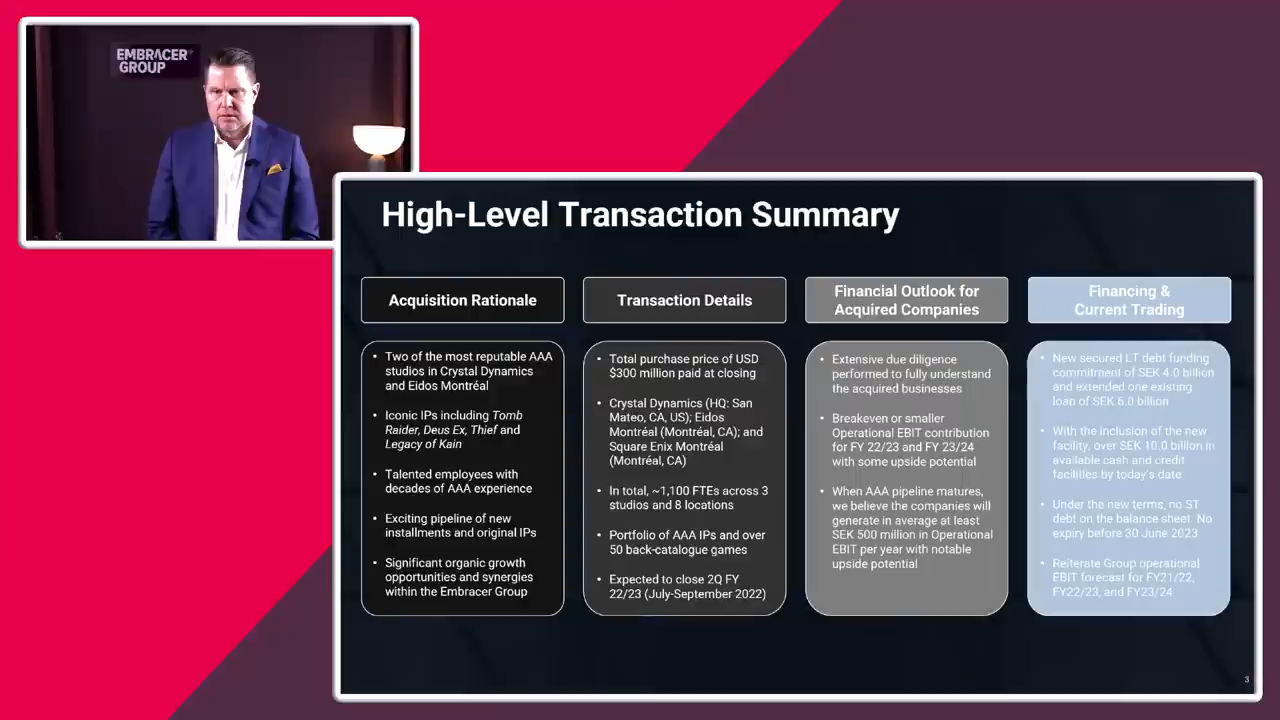 EMBRACER+
GROUP
High-Level Transaction Summary
Acquisition Rationale
• Two of the most reputable AAA
studios in Crystal Dynamics
and Eidos Montréal
• Iconic IPs including Tomb
Raider, Deus Ex, Thief and
Legacy of Kain
• Talented employees with
decades of AAA experience
• Exciting pipeline of new
installments and original IPs
• Significant organic growth
opportunities and synergies
within the Embracer Group
Transaction Details
• Total purchase price of USD
$300 million paid at closing
• Crystal Dynamics (HQ: San
Mateo, CA, US); Eidos
Montréal (Montréal, CA); and
Square Enix Montréal
(Montréal, CA)
• In total, ~1,100 FTEs across 3
studios and 8 locations
• Portfolio of AAA IPs and over
50 back-catalogue games
• Expected to close 2Q FY
22/23 (July-September 2022)
Financial Outlook for
Acquired Companies
• Extensive due diligence
performed to fully understand
the acquired businesses
• Breakeven or smaller
Operational EBIT contribution
for FY 22/23 and FY 23/24
with some upside potential
• When AAA pipeline matures,
we believe the companies will
generate in average at least
SEK 500 million in Operational
EBIT per year with notable
upside potential
Financing &
Current Trading
• New secured LT debt funding
commitment of SEK 4.0 billion
and extended one existing
loan of SEK 6.0 billion
• With the inclusion of the new
facility, over SEK 10.0 billion in
available cash and credit
facilities by today's date
• Under the new terms, no ST
debt on the balance sheet. No
expiry before 30 June 2023
• Reiterate Group operational
EBIT forecast for FY21/22,
FY22/23, and FY23/24
3